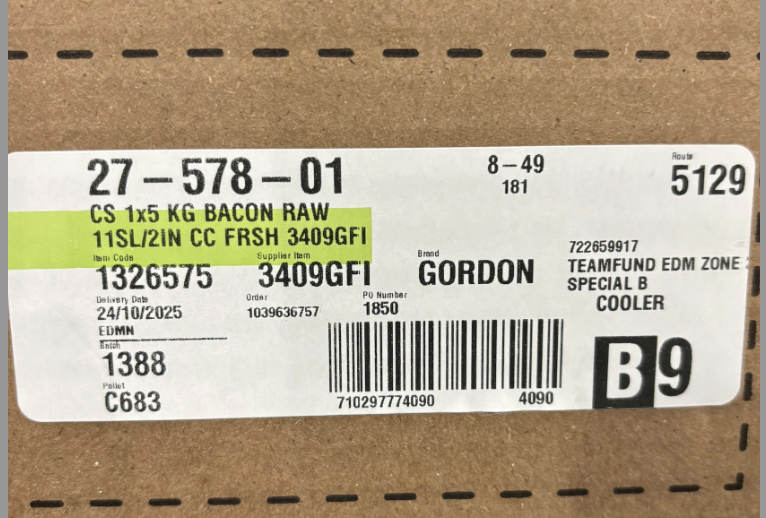 27-578-01
8-49
181
Route
5129
CS 1x5 KG BACON RAW
11SL/2IN CC FRSH 3409GFI
Item Code
1326575
Supplier Item
3409GFI
Brand
GORDON
722659917
TEAMFUND EDM ZONE
SPECIAL B
COOLER
Delivery Date
24/10/2025
Order
1039636757
PO Number
1850
EDMN
Batch
1388
Pallet
C683
710297774090
4090
B9